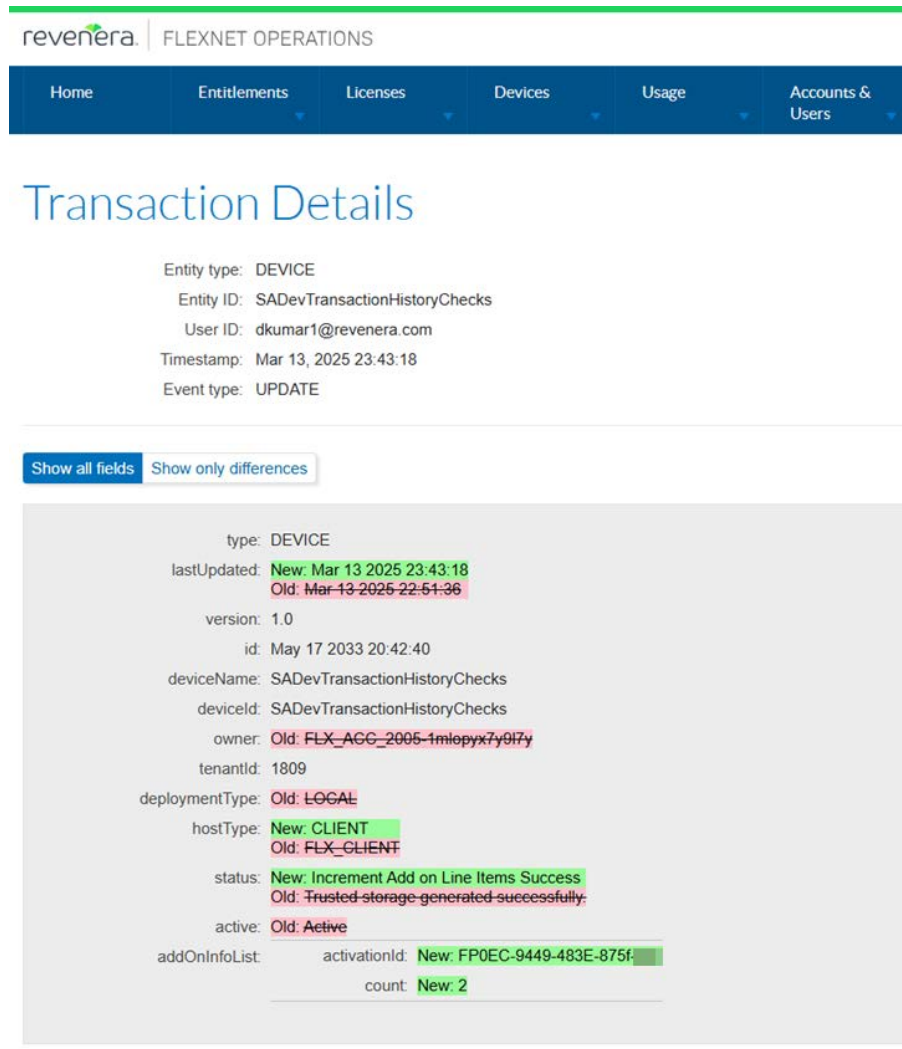 revenera. FLEXNET OPERATIONS
Home Entitlements Licenses Devices Usage Accounts & Users
Transaction Details
Entity type: DEVICE
Entity ID: SADevTransactionHistoryChecks
User ID: dkumar1@revenera.com
Timestamp: Mar 13, 2025 23:43:18
Event type: UPDATE
Show all fields Show only differences
type: DEVICE
lastUpdated: New: Mar 13 2025 23:43:18
Old: Mar 13 2025 22:51:36
version: 1.0
id: May 17 2033 20:42:40
deviceName: SADevTransactionHistoryChecks
deviceId: SADevTransactionHistoryChecks
owner: Old: FLX_ACC_2005-1mlopyx7y9l7y
tenantId: 1809
deploymentType: Old: LOCAL
hostType: New: CLIENT
Old: FLX_CLIENT
status: New: Increment Add on Line Items Success
Old: Trusted storage generated successfully.
active: Old: Active
addOnInfoList: activationId: New: FP0EC-9449-483E-875f-
count: New: 2